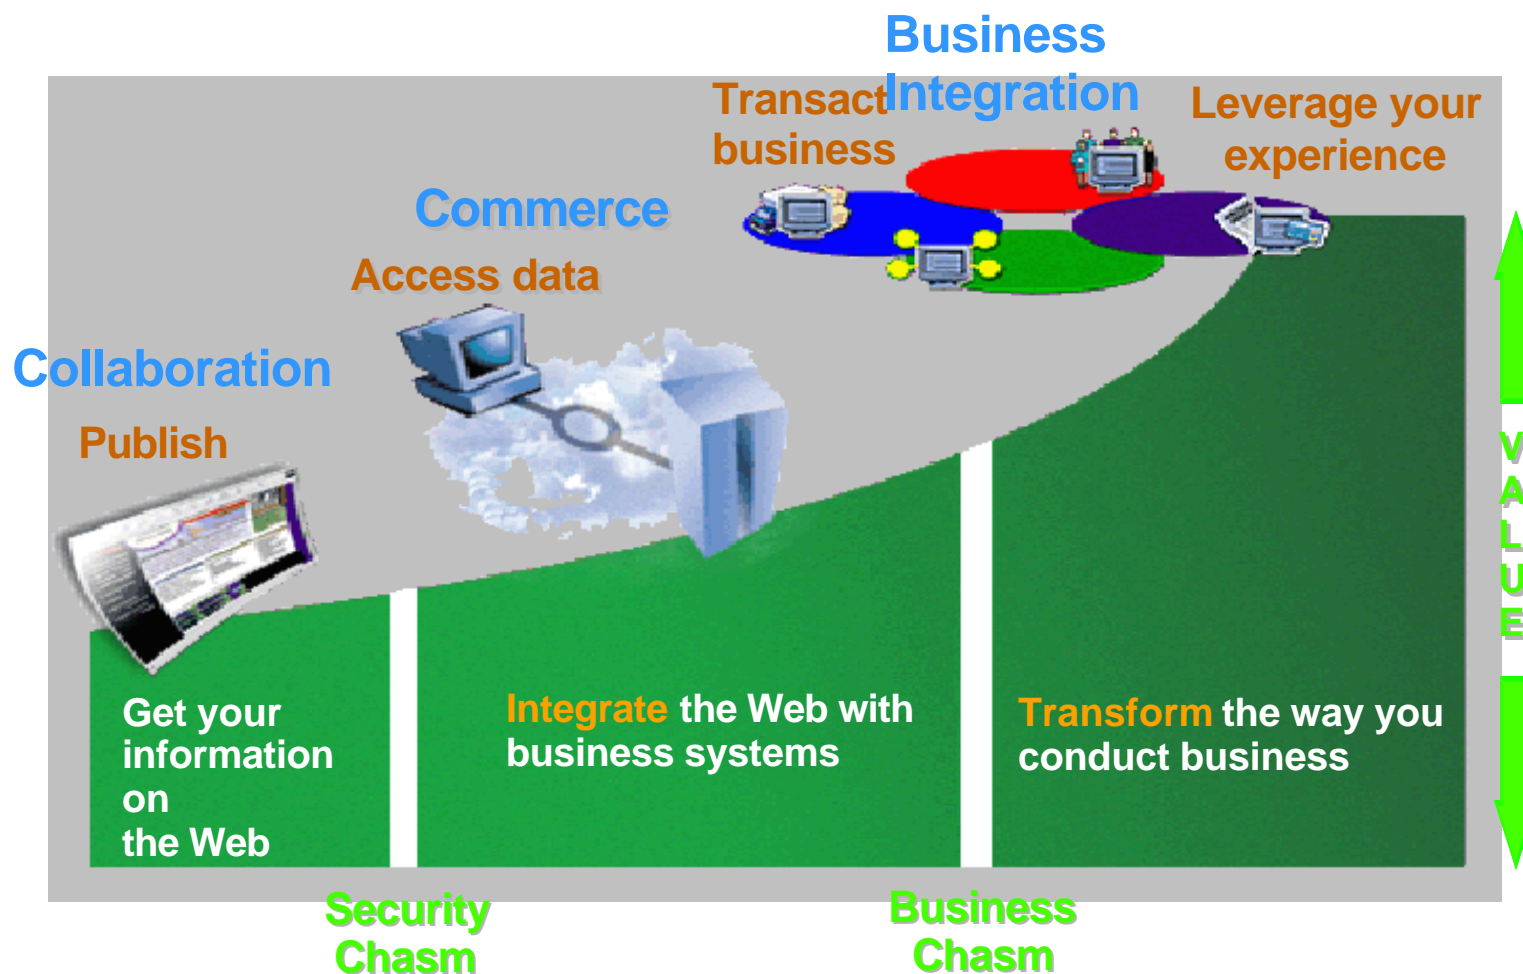 Business
Integration
Transact
business
Leverage your
experience
Commerce
Access data
Collaboration
Publish
Get your
information
on
the Web
Integrate the Web with
business systems
Transform the way you
conduct business
V
A
L
U
E
Security
Chasm
Business
Chasm